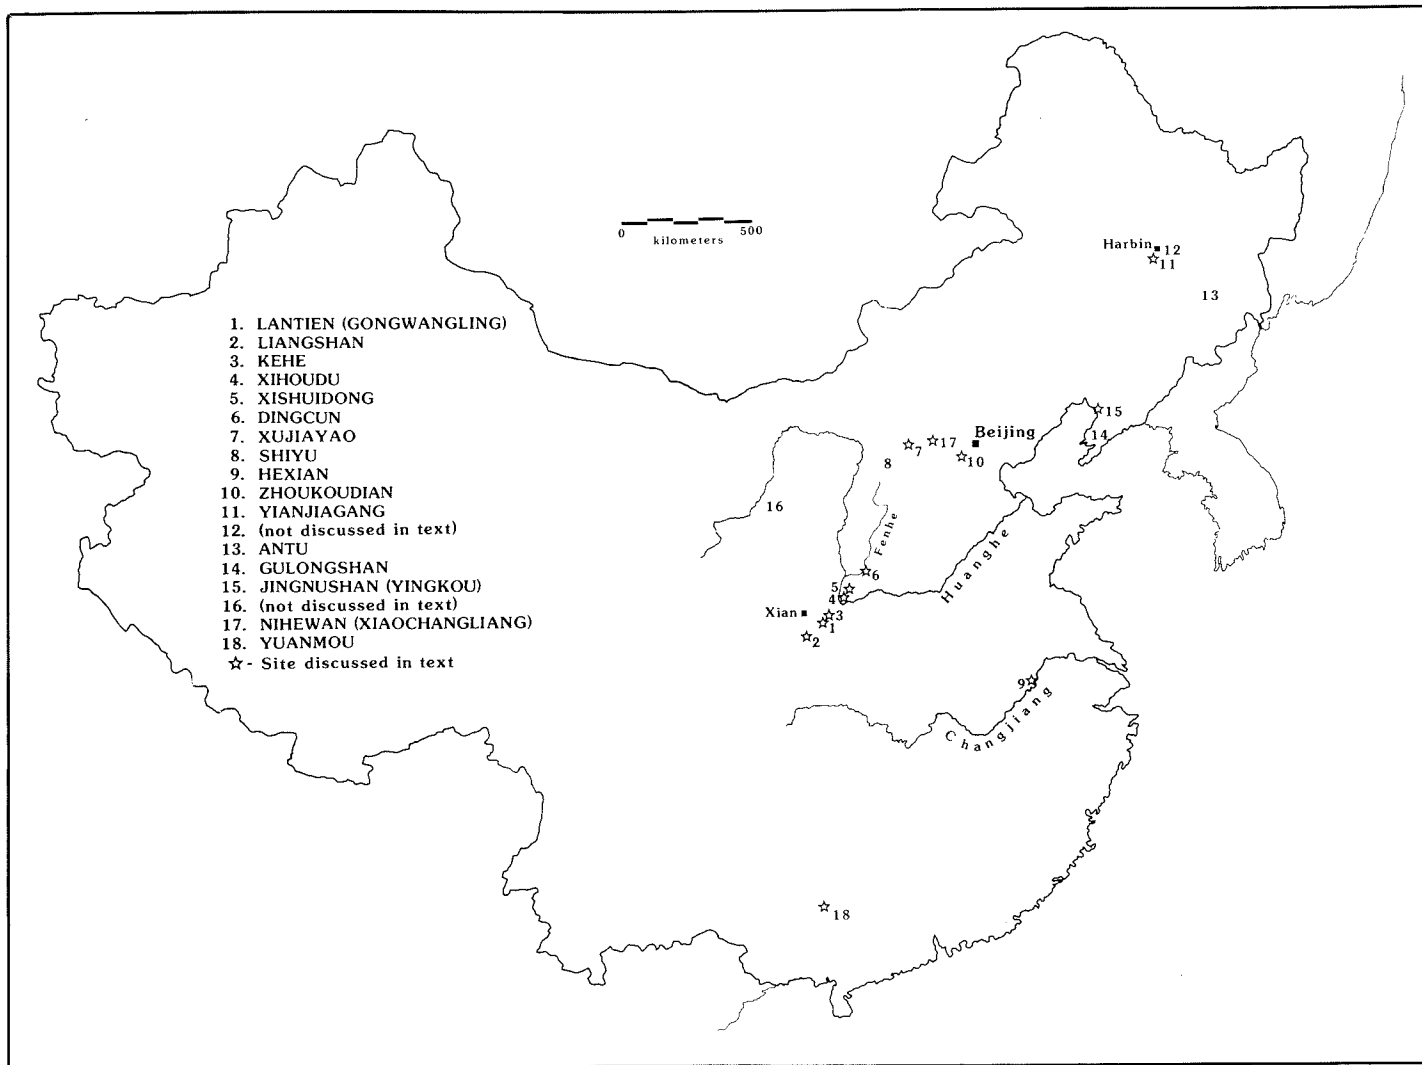 0 500
kilometers
Harbin 12
11
13
1. LANTIEN (GONGWANGLING)
2. LIANGSHAN
3. KEHE
4. XIHOUDU
5. XISHUIDONG
6. DINGCUN
7. XUJIAYAO
8. SHIYU
9. HEXIAN
10. ZHOUKOUDIAN
11. YIANJIAGANG
12. (not discussed in text)
13. ANTU
14. GULONGSHAN
15. JINGNUSHAN (YINGKOU)
16. (not discussed in text)
17. NIHEWAN (XIAOCHANGLIANG)
18. YUANMOU
☆- Site discussed in text
15
14
Beijing
17
7
10
8
16
Fenhe
Huanghe
6
5
4
Xian
3
1
2
9
Changjiang
18